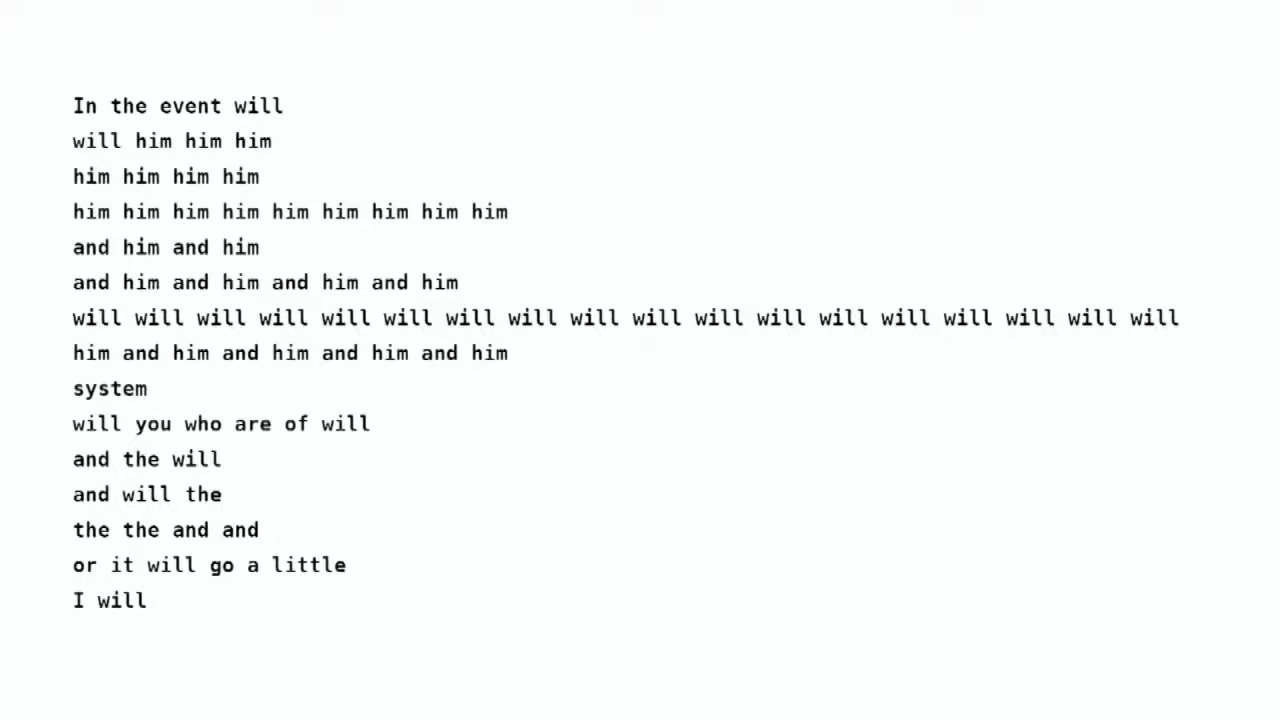 In the event will
will him him him
him him him him
him him him him him him him him him
and him and him
and him and him and him and him
will will will will will will will will will will will will will will will will will will
him and him and him and him and him
system
will you who are of will
and the will
and will the
the the and and
or it will go a little
I will